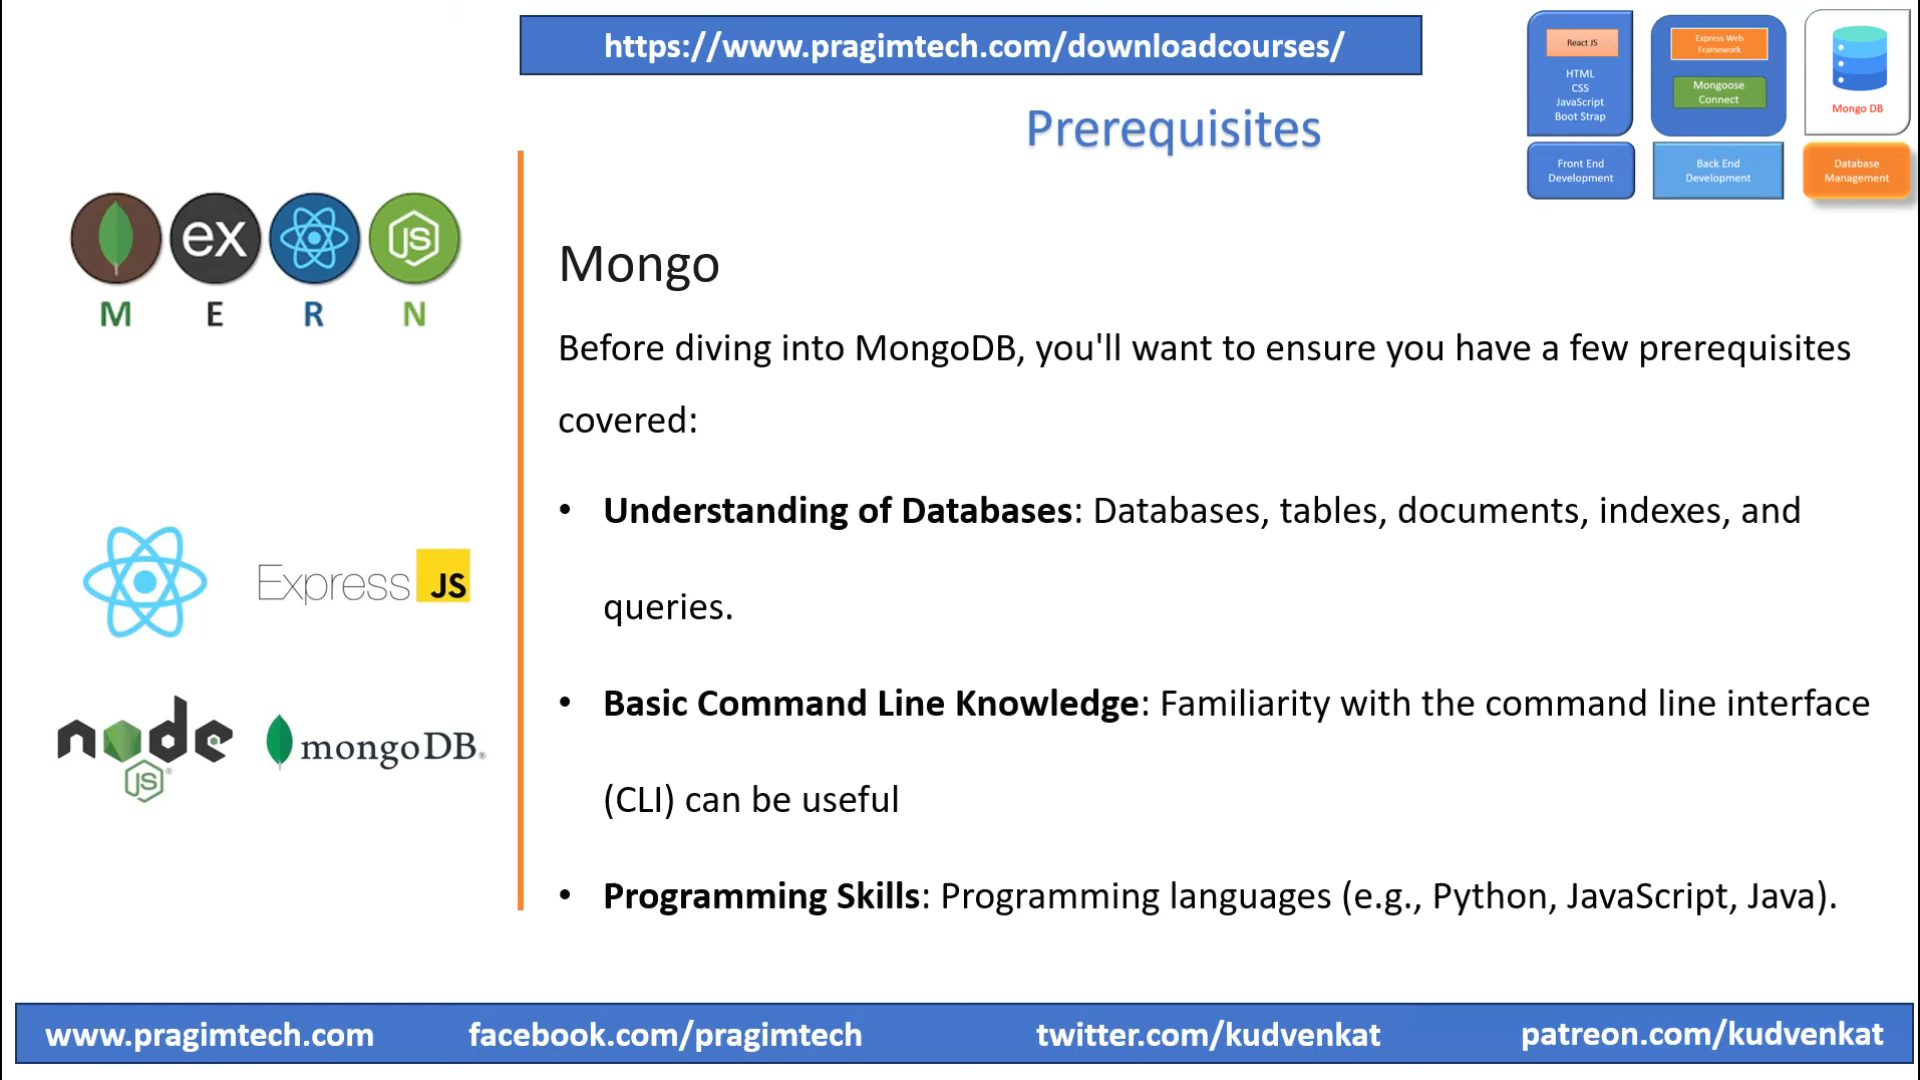 https://www.pragimtech.com/downloadcourses/
React JS
HTML
CSS
JavaScript
Boot Strap
Express Web
Framework
Mongoose
Connect
Mongo DB
Front End
Development
Back End
Development
Database
Management
Prerequisites
ex
JS
M E R N
Express JS
node
JS
mongoDB
Mongo
Before diving into MongoDB, you'll want to ensure you have a few prerequisites
covered:
• Understanding of Databases: Databases, tables, documents, indexes, and
queries.
• Basic Command Line Knowledge: Familiarity with the command line interface
(CLI) can be useful
• Programming Skills: Programming languages (e.g., Python, JavaScript, Java).
www.pragimtech.com facebook.com/pragimtech twitter.com/kudvenkat patreon.com/kudvenkat